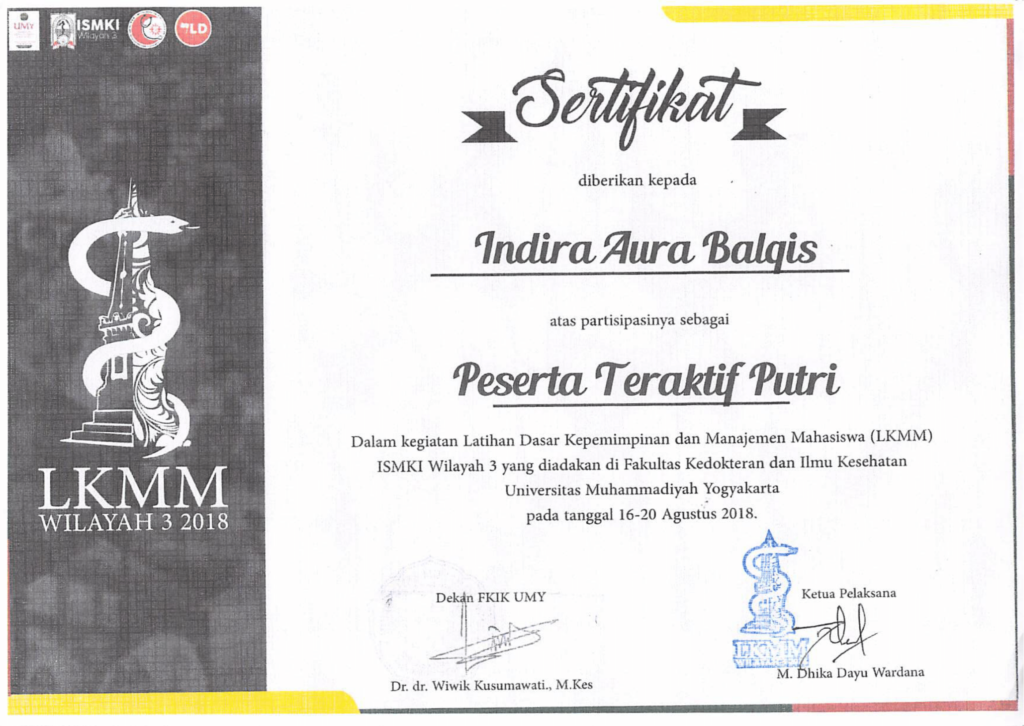 UMY
ISMKI
Wilayah 3
LD
Sertifikat
diberikan kepada
Indira Aura Balqis
atas partisipasinya sebagai
Peserta Teraktif Putri
Dalam kegiatan Latihan Dasar Kepemimpinan dan Manajemen Mahasiswa (LKMM)
ISMKI Wilayah 3 yang diadakan di Fakultas Kedokteran dan Ilmu Kesehatan
Universitas Muhammadiyah Yogyakarta
pada tanggal 16-20 Agustus 2018.
LKMM
WILAYAH 3 2018
Dekan FKIK UMY
Dr. dr. Wiwik Kusumawati., M.Kes
Ketua Pelaksana
LKMM
M. Dhika Dayu Wardana